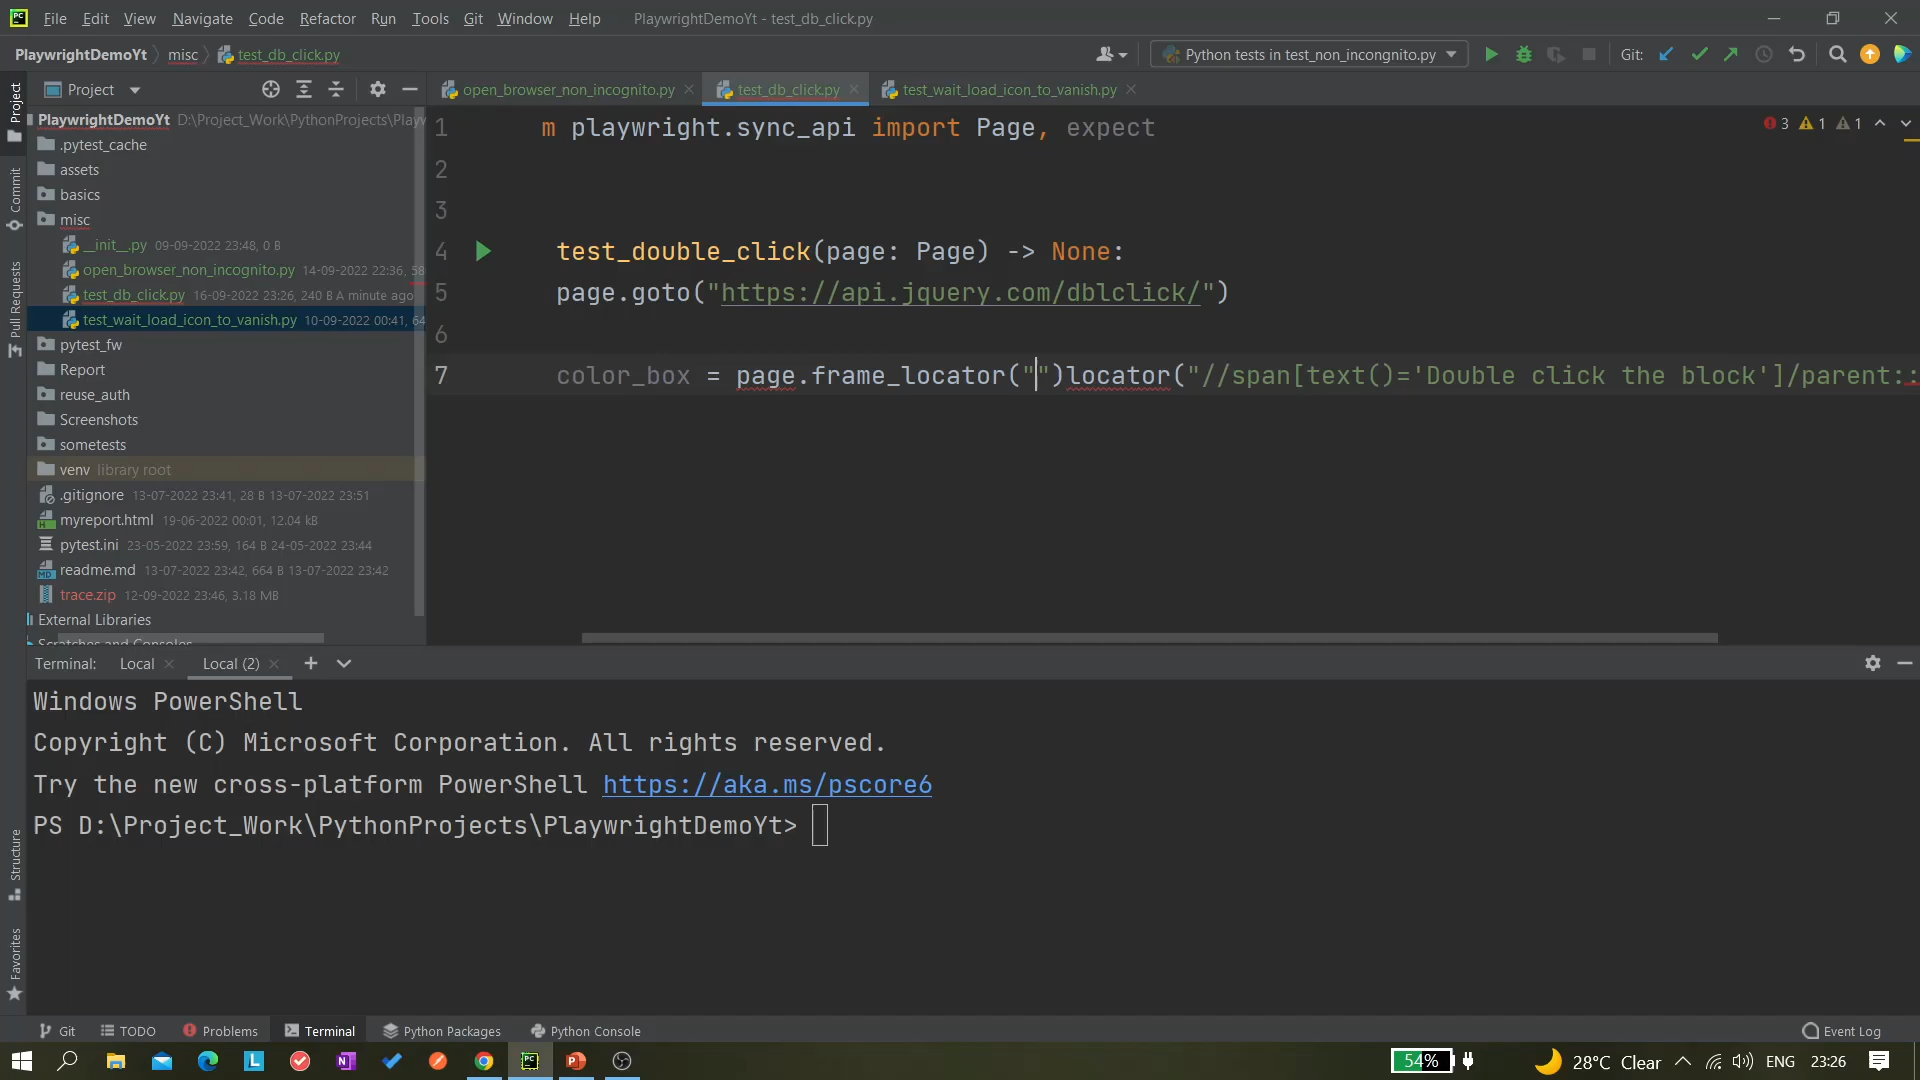 File Edit View Navigate Code Refactor Run Tools Git Window Help PlaywrightDemoYt - test_db_click.py
PlaywrightDemoYt misc test_db_click.py Python tests in test_non_incongnito.py Git:
Project
open_browser_non_incognito.py test_db_click.py test_wait_load_icon_to_vanish.py
Project
Commit
Pull Requests
Structure
Favorites
PlaywrightDemoYt D:\Project_Work\PythonProjects\Playw
.pytest_cache
assets
basics
misc
__init__.py 09-09-2022 23:48, 0 B
open_browser_non_incognito.py 14-09-2022 22:36, 58
test_db_click.py 16-09-2022 23:26, 240 B A minute ago
test_wait_load_icon_to_vanish.py 10-09-2022 00:41, 64
pytest_fw
Report
reuse_auth
Screenshots
sometests
venv library root
.gitignore 13-07-2022 23:41, 28 B 13-07-2022 23:51
myreport.html 19-06-2022 00:01, 12.04 kB
pytest.ini 23-05-2022 23:59, 164 B 24-05-2022 23:44
readme.md 13-07-2022 23:42, 664 B 13-07-2022 23:42
trace.zip 12-09-2022 23:46, 3.18 MB
External Libraries
Scratches and Consoles
1 m playwright.sync_api import Page, expect
3 1 1
2
3
4 test_double_click(page: Page) -> None:
5 page.goto("https://api.jquery.com/dblclick/")
6
7 color_box = page.frame_locator("")locator("//span[text()='Double click the block']/parent::
Terminal: Local Local (2)
Windows PowerShell
Copyright (C) Microsoft Corporation. All rights reserved.
Try the new cross-platform PowerShell https://aka.ms/pscore6
PS D:\Project_Work\PythonProjects\PlaywrightDemoYt>
Git TODO Problems Terminal Python Packages Python Console Event Log
54% 28°C Clear ENG 23:26